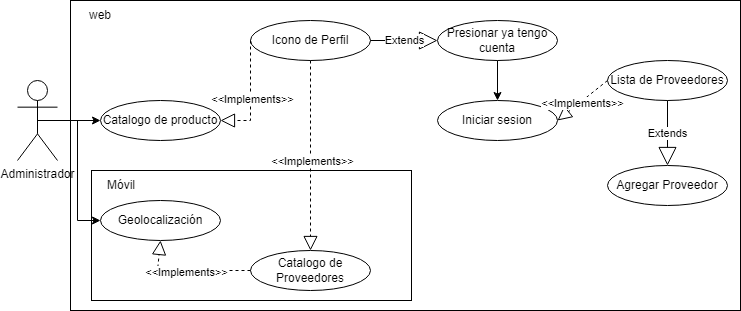 web
Icono de Perfil
Extends
Presionar ya tengo
cuenta
Lista de Proveedores
<<Implements>>
<<Implements>>
Catalogo de producto
Iniciar sesion
Extends
<<Implements>>
Administrador
Móvil
Agregar Proveedor
Geolocalización
<<Implements>>
Catalogo de
Proveedores